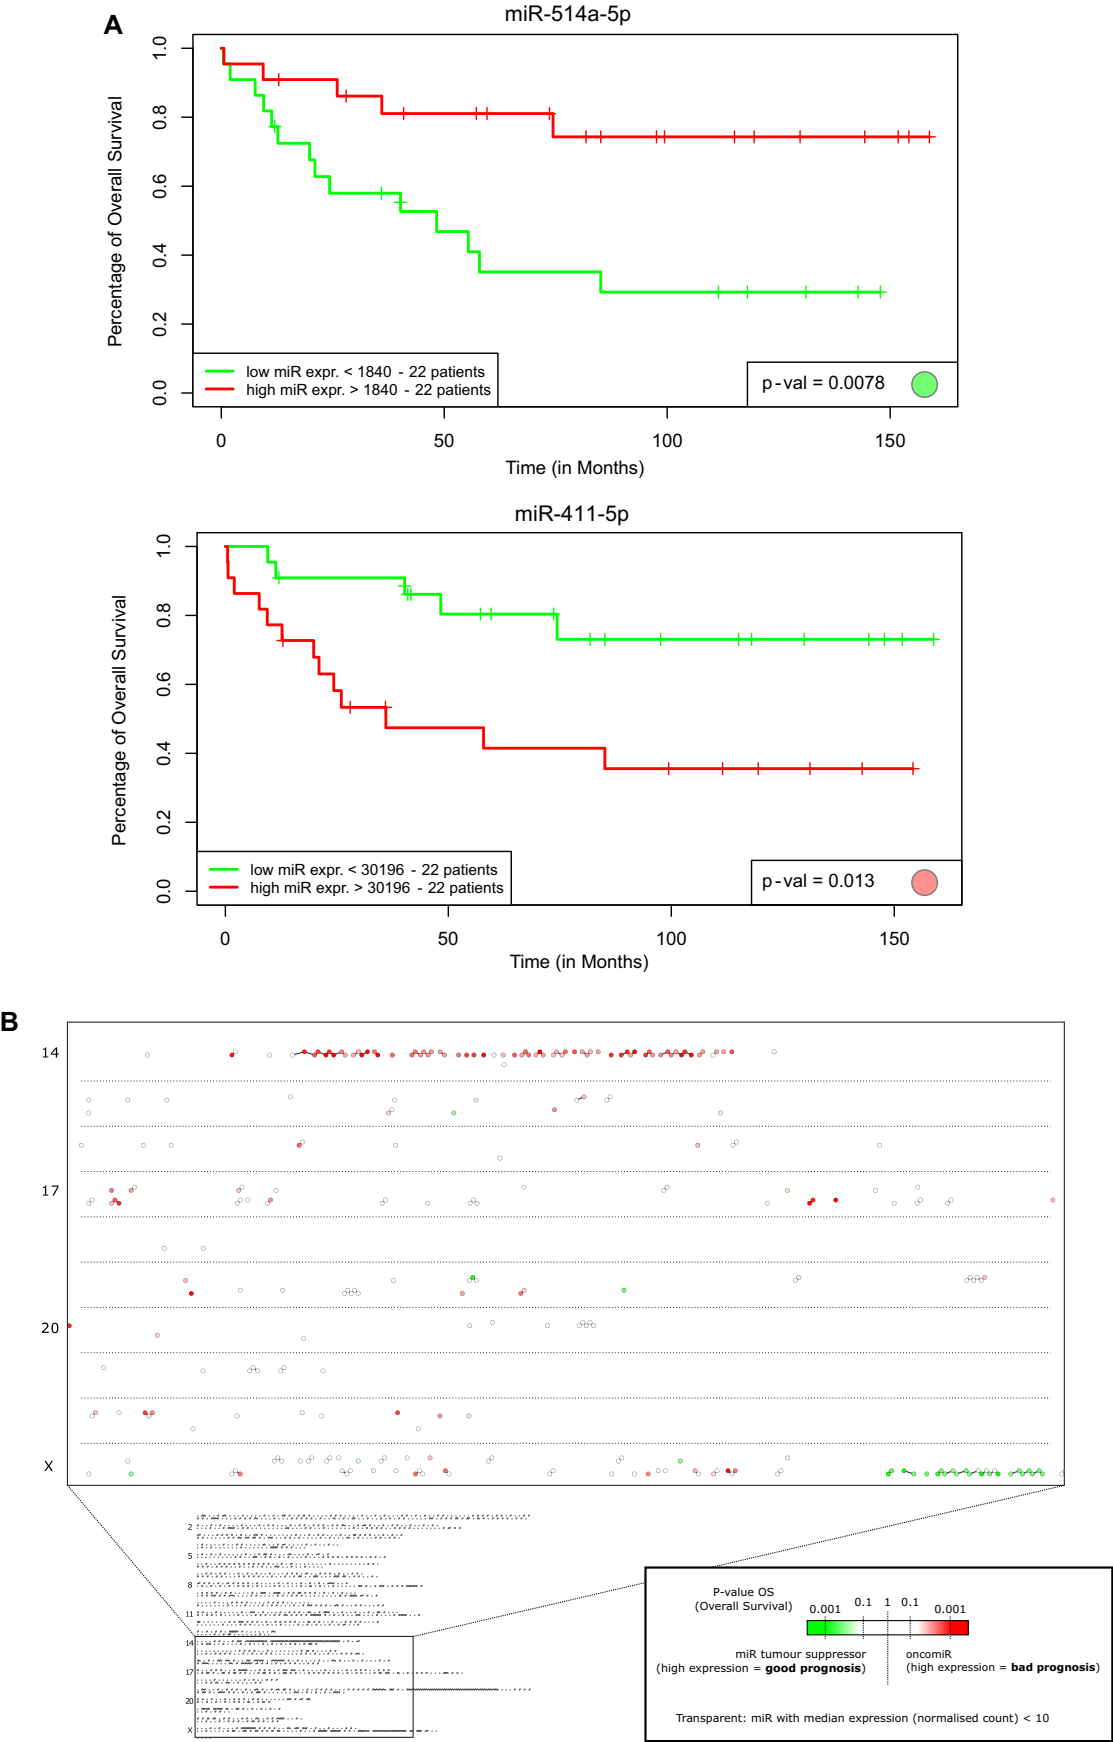 A
miR-514a-5p
Percentage of Overall Survival
1.0
0.8
0.6
0.4
0.2
0.0
low miR expr. < 1840 - 22 patients
high miR expr. > 1840 - 22 patients
p-val = 0.0078
0 50 100 150
Time (in Months)
miR-411-5p
Percentage of Overall Survival
1.0
0.8
0.6
0.4
0.2
0.0
low miR expr. < 30196 - 22 patients
high miR expr. > 30196 - 22 patients
p-val = 0.013
0 50 100 150
Time (in Months)
B
14
17
20
X
2
5
8
11
14
17
20
X
P-value OS
(Overall Survival)
0.001 0.1 1 0.1 0.001
miR tumour suppressor
(high expression = good prognosis)
oncomiR
(high expression = bad prognosis)
Transparent: miR with median expression (normalised count) < 10